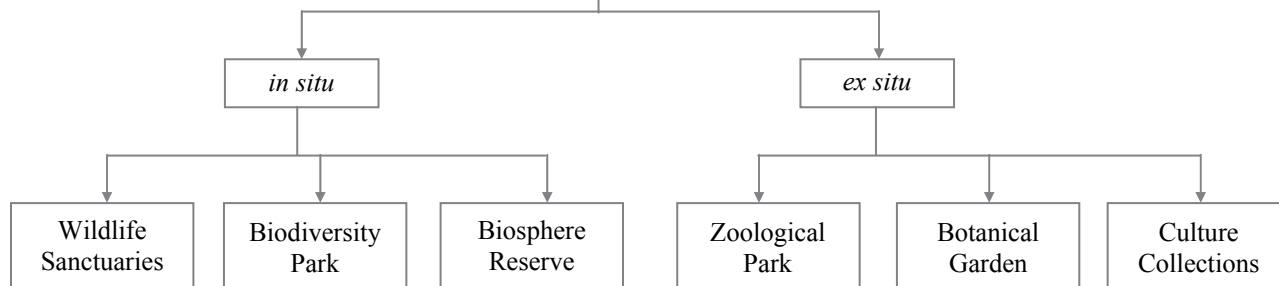 in situ
ex situ
Wildlife
Sanctuaries
Biodiversity
Park
Biosphere
Reserve
Zoological
Park
Botanical
Garden
Culture
Collections